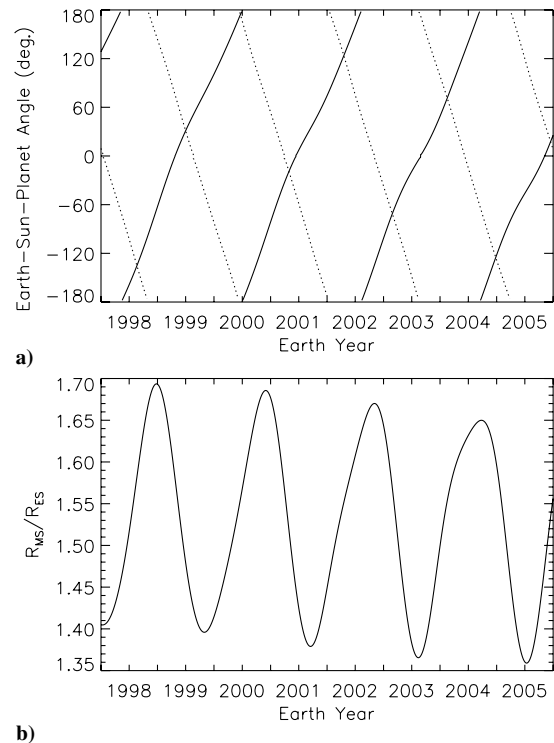 180
120
60
0
−60
−120
−180
Earth−Sun−Planet Angle (deg.)
1998 1999 2000 2001 2002 2003 2004 2005
Earth Year
a)
1.70
1.65
1.60
1.55
1.50
1.45
1.40
1.35
R_MS/R_ES
1998 1999 2000 2001 2002 2003 2004 2005
Earth Year
b)